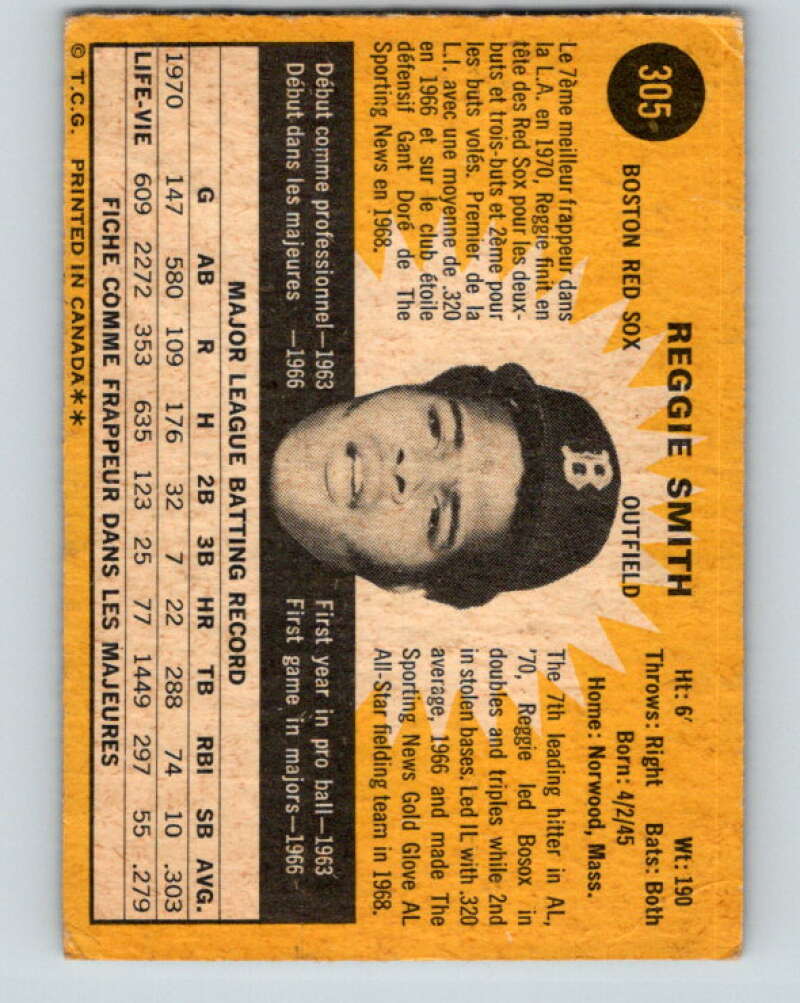 305
REGGIE SMITH
BOSTON RED SOX
OUTFIELD
Ht: 6' Wt: 190
Throws: Right Bats: Both
Born: 4/2/45
Home: Norwood, Mass.
Le 7ème meilleur frappeur dans
la L.A. en 1970, Reggie finit en
tête des Red Sox pour les deux-
buts et trois-buts et 2ème pour
les buts volés. Premier de la
L.I. avec une moyenne de .320
en 1966 et sur le club étoile
défensif Gant Doré de The
Sporting News en 1968.
The 7th leading hitter in AL,
'70, Reggie led Bosox in
doubles and triples while 2nd
in stolen bases. Led IL with .320
average, 1966 and made The
Sporting News Gold Glove AL
All-Star fielding team in 1968.
B
Début comme professionnel—1963
Début dans les majeures —1966
First year in pro ball—1963
First game in majors—1966
MAJOR LEAGUE BATTING RECORD
G AB R H 2B 3B HR TB RBI SB AVG.
1970 147 580 109 176 32 7 22 288 74 10 .303
LIFE-VIE 609 2272 353 635 123 25 77 1449 297 55 .279
FICHE COMME FRAPPEUR DANS LES MAJEURES
© T.C.G. PRINTED IN CANADA**